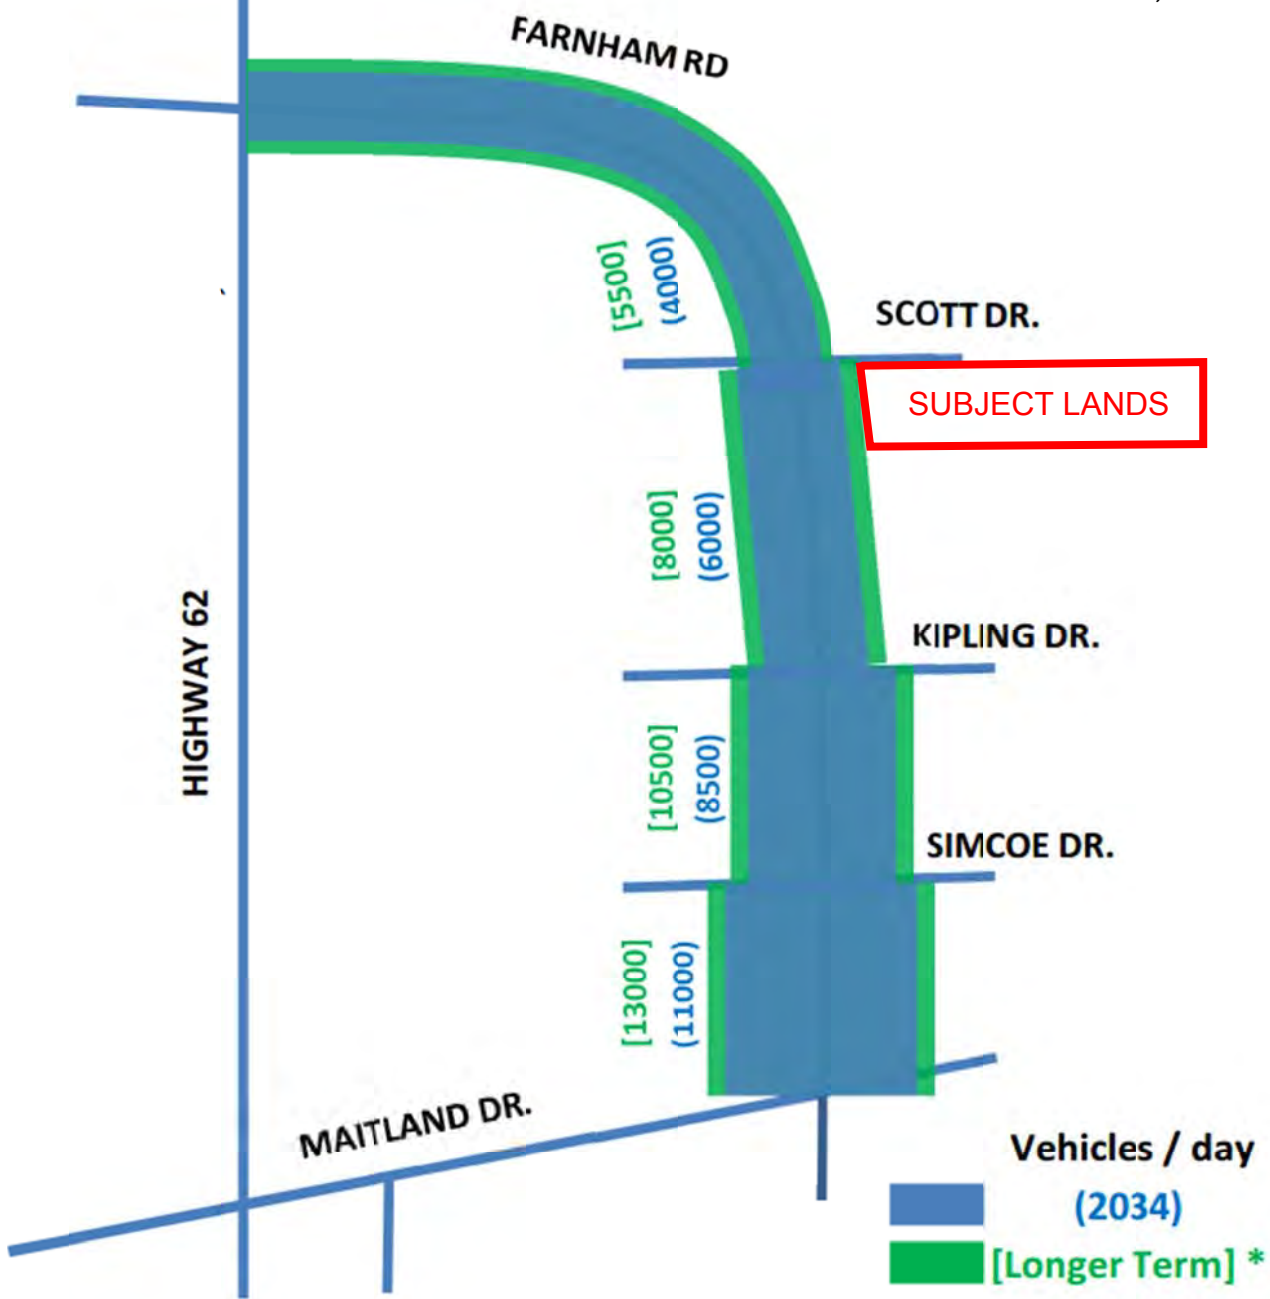 FARNHAM RD
[5500]
(4000)
SCOTT DR.
SUBJECT LANDS
[8000]
(6000)
KIPLING DR.
HIGHWAY 62
[10500]
(8500)
SIMCOE DR.
[13000]
(11000)
MAITLAND DR.
Vehicles / day
(2034)
[Longer Term] *